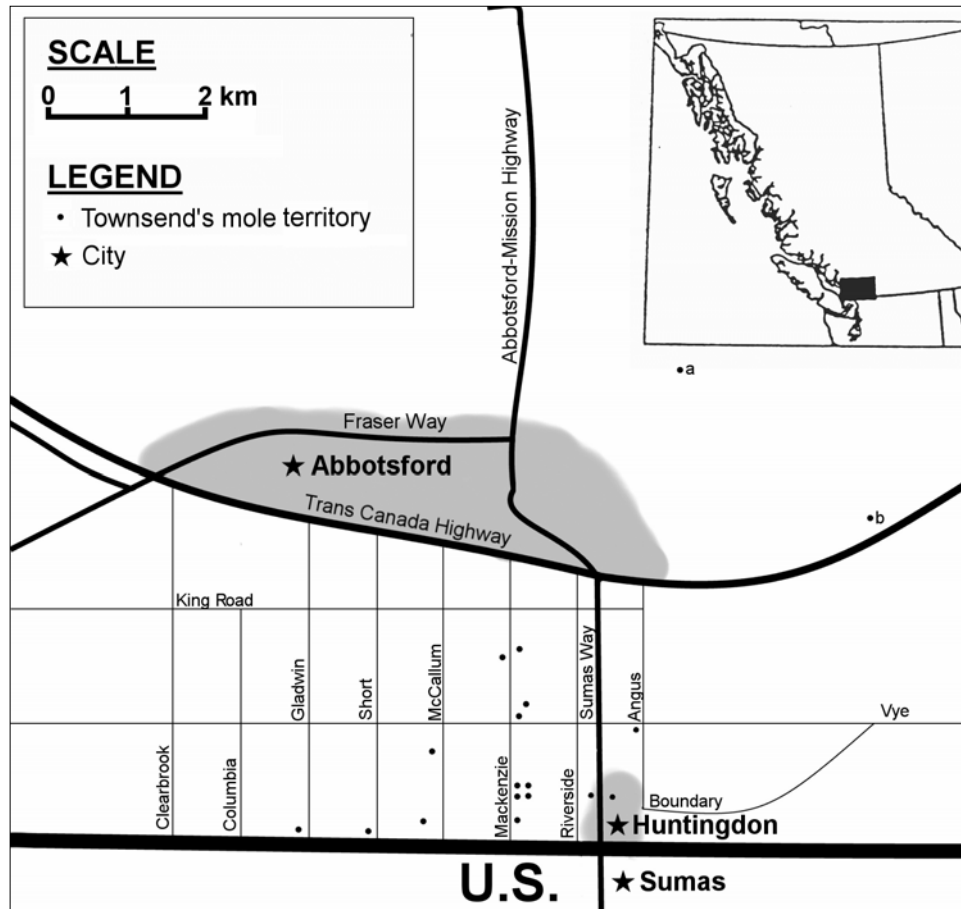 SCALE
0 1 2 km
LEGEND
Townsend's mole territory
City
Abbotsford-Mission Highway
a
Fraser Way
Abbotsford
Trans Canada Highway
b
King Road
Clearbrook
Columbia
Gladwin
Short
McCallum
Mackenzie
Riverside
Sumas Way
Angus
Vye
Boundary
Huntingdon
U.S.
Sumas